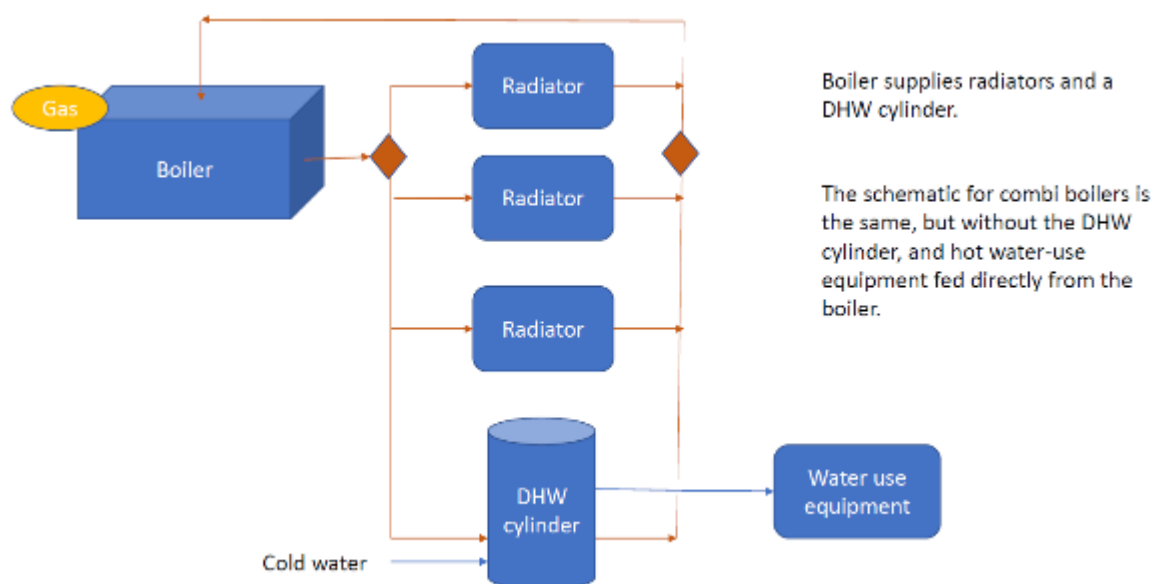 Radiator
Boiler supplies radiators and a
DHW cylinder.
Gas
Boiler
Radiator
The schematic for combi boilers is
the same, but without the DHW
cylinder, and hot water-use
equipment fed directly from the
boiler.
Radiator
DHW
cylinder
Water use
equipment
Cold water